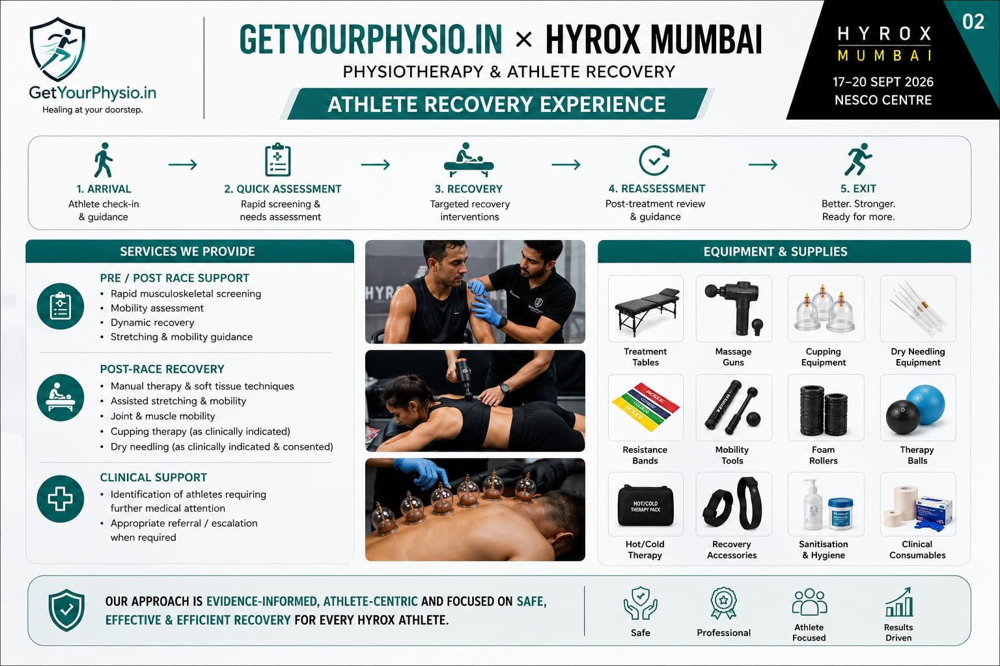 GetYourPhysio.in
Healing at your doorstep.
GETYOURPHYSIO.IN × HYROX MUMBAI
PHYSIOTHERAPY & ATHLETE RECOVERY
ATHLETE RECOVERY EXPERIENCE
02
HYROX
MUMBAI
17–20 SEPT 2026
NESCO CENTRE
1. ARRIVAL
Athlete check-in
& guidance
2. QUICK ASSESSMENT
Rapid screening &
needs assessment
3. RECOVERY
Targeted recovery
interventions
4. REASSESSMENT
Post-treatment review
& guidance
5. EXIT
Better. Stronger.
Ready for more.
SERVICES WE PROVIDE
PRE / POST RACE SUPPORT
• Rapid musculoskeletal screening
• Mobility assessment
• Dynamic recovery
• Stretching & mobility guidance
POST-RACE RECOVERY
• Manual therapy & soft tissue techniques
• Assisted stretching & mobility
• Joint & muscle mobility
• Cupping therapy (as clinically indicated)
• Dry needling (as clinically indicated & consented)
CLINICAL SUPPORT
• Identification of athletes requiring
further medical attention
• Appropriate referral / escalation
when required
EQUIPMENT & SUPPLIES
Treatment
Tables
Massage
Guns
Cupping
Equipment
Dry Needling
Equipment
Resistance
Bands
Mobility
Tools
Foam
Rollers
Therapy
Balls
HOT/COLD
THERAPY PACK
Hot/Cold
Therapy
Recovery
Accessories
Sanitisation
& Hygiene
Clinical
Consumables
OUR APPROACH IS EVIDENCE-INFORMED, ATHLETE-CENTRIC AND FOCUSED ON SAFE,
EFFECTIVE & EFFICIENT RECOVERY FOR EVERY HYROX ATHLETE.
Safe
Professional
Athlete
Focused
Results
Driven